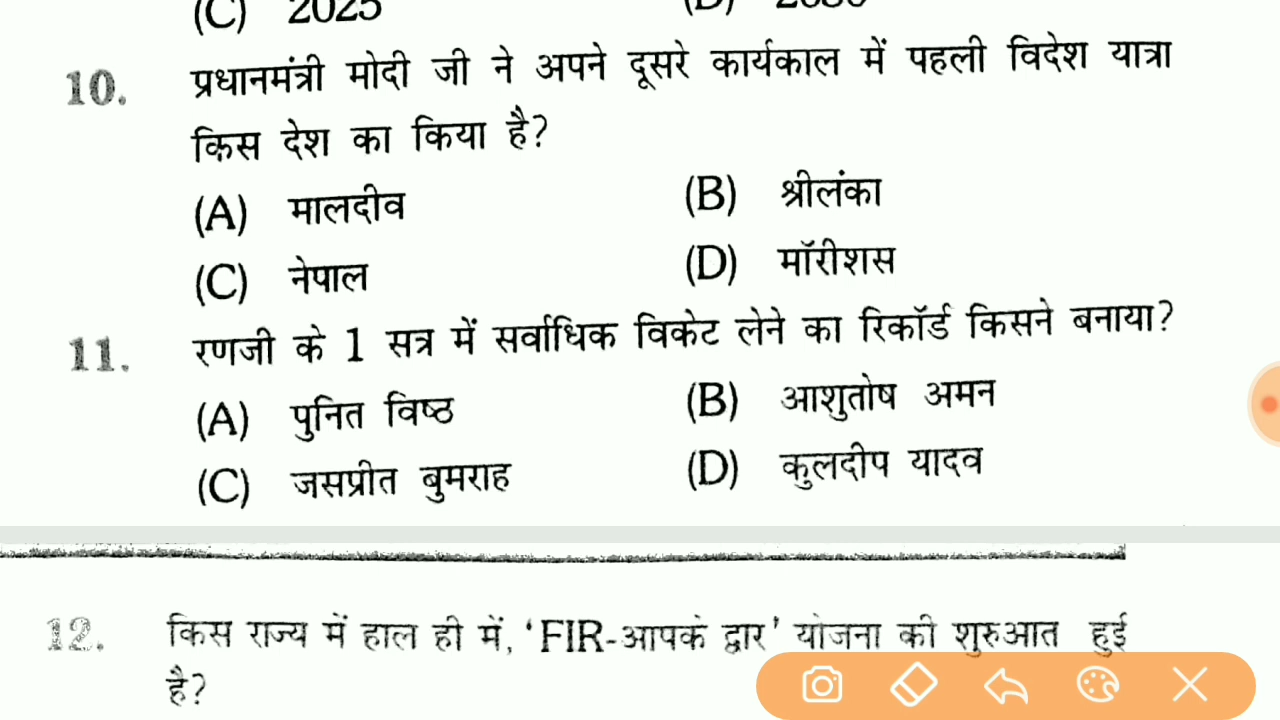 (C) 2025
10. प्रधानमंत्री मोदी जी ने अपने दूसरे कार्यकाल में पहली विदेश यात्रा
किस देश का किया है?
(A) मालदीव (B) श्रीलंका
(C) नेपाल (D) मॉरीशस
11. रणजी के 1 सत्र में सर्वाधिक विकेट लेने का रिकॉर्ड किसने बनाया?
(A) पुनित विष्ठ (B) आशुतोष अमन
(C) जसप्रीत बुमराह (D) कुलदीप यादव
12. किस राज्य में हाल ही में, ‘FIR-आपके द्वार’ योजना की शुरुआत हुई
है?